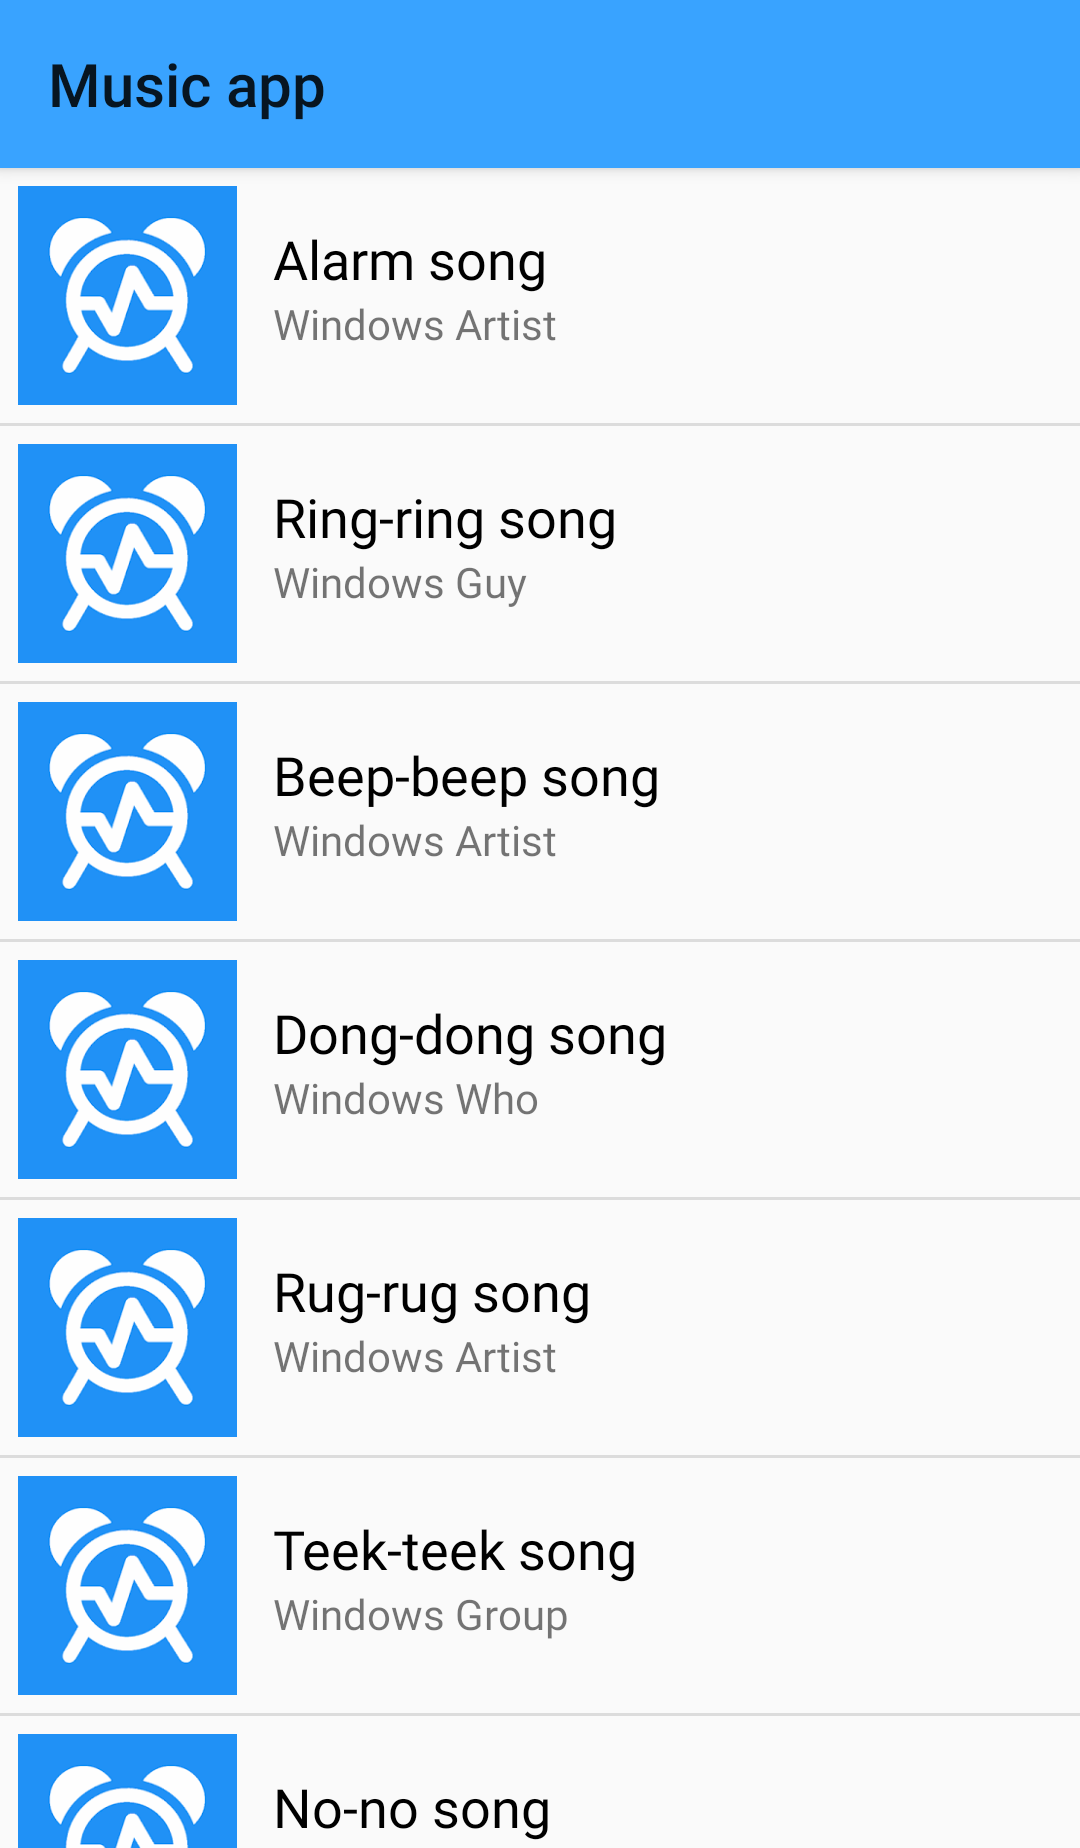 Music app
Alarm song
Windows Artist
Ring-ring song
Windows Guy
Beep-beep song
Windows Artist
Dong-dong song
Windows Who
Rug-rug song
Windows Artist
Teek-teek song
Windows Group
No-no song